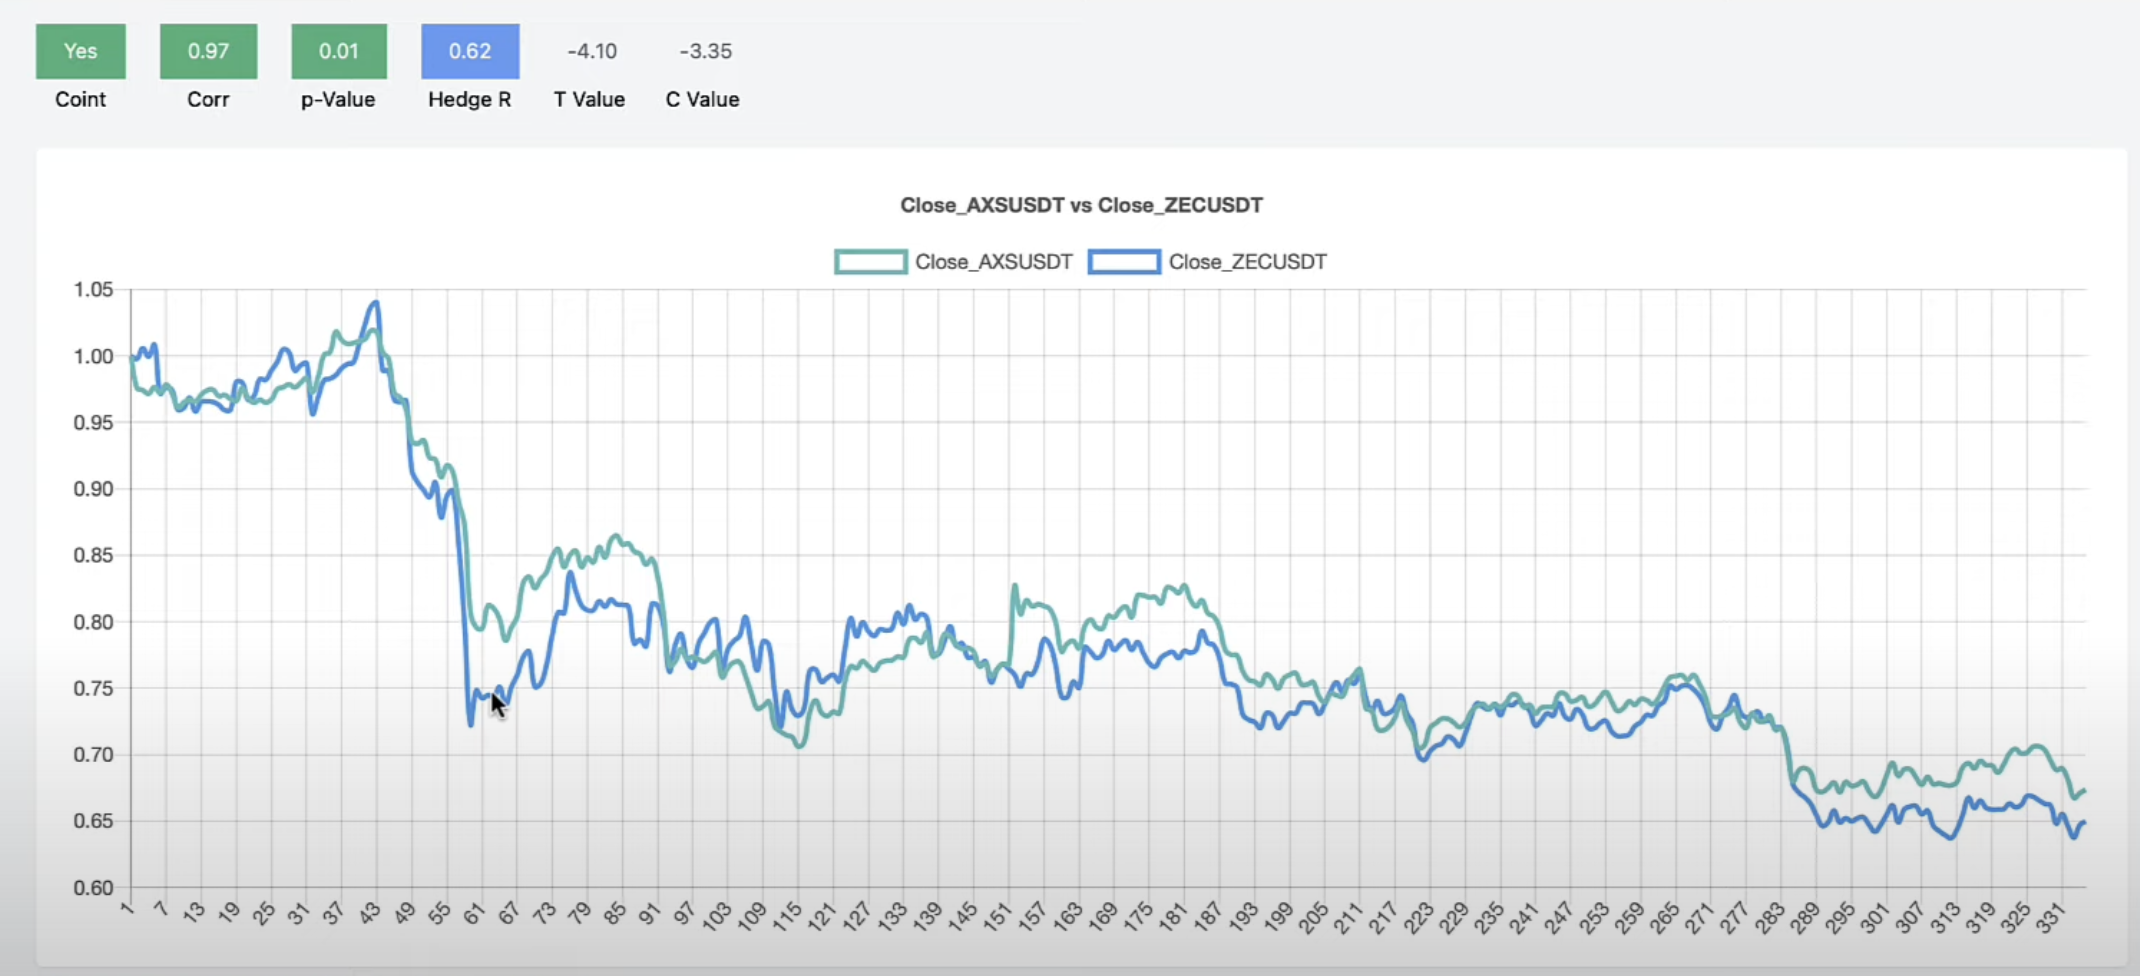 Yes 0.97 0.01 0.62 -4.10 -3.35
Coint Corr p-Value Hedge R T Value C Value
Close_AXSUSDT vs Close_ZECUSDT
Close_AXSUSDT Close_ZECUSDT
1.05
1.00
0.95
0.90
0.85
0.80
0.75
0.70
0.65
0.60
1 7 13 19 25 31 37 43 49 55 61 67 73 79 85 91 97 103 109 115 121 127 133 139 145 151 157 163 169 175 181 187 193 199 205 211 217 223 229 235 241 247 253 259 265 271 277 283 289 295 301 307 313 319 325 331